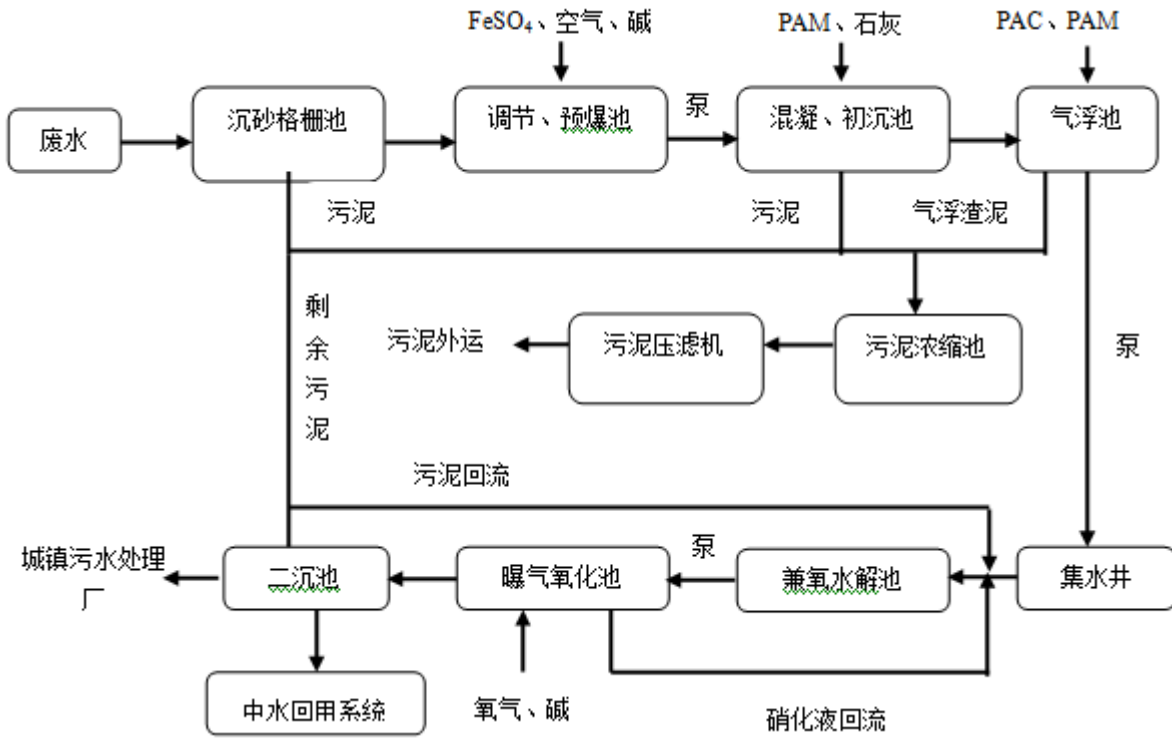 FeSO₄、空气、碱
PAM、石灰
PAC、PAM
废水
沉砂格栅池
调节、预爆池
泵
混凝、初沉池
气浮池
污泥
污泥
气浮渣泥
剩
余
污
泥
污泥外运
污泥压滤机
污泥浓缩池
泵
污泥回流
城镇污水处理
厂
二沉池
曝气氧化池
泵
兼氧水解池
集水井
中水回用系统
氧气、碱
硝化液回流